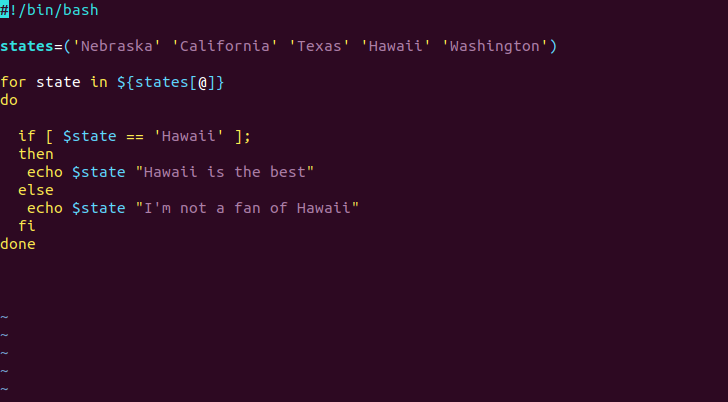 #!/bin/bash
states=('Nebraska' 'California' 'Texas' 'Hawaii' 'Washington')
for state in ${states[@]}
do
if [ $state == 'Hawaii' ];
then
echo $state "Hawaii is the best"
else
echo $state "I'm not a fan of Hawaii"
fi
done
~
~
~
~
~